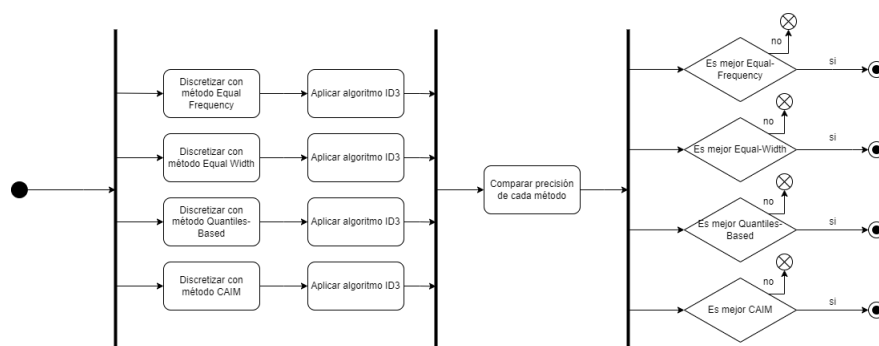 Discretizar con
método Equal
Frequency
Aplicar algoritmo ID3
Discretizar con
método Equal Width
Aplicar algoritmo ID3
Discretizar con
método Quantiles-
Based
Aplicar algoritmo ID3
Discretizar con
método CAIM
Aplicar algoritmo ID3
Comparar precisión
de cada método
Es mejor Equal-
Frequency
no
si
Es mejor Equal-Width
no
si
Es mejor Quantiles-
Based
no
si
Es mejor CAIM
no
si